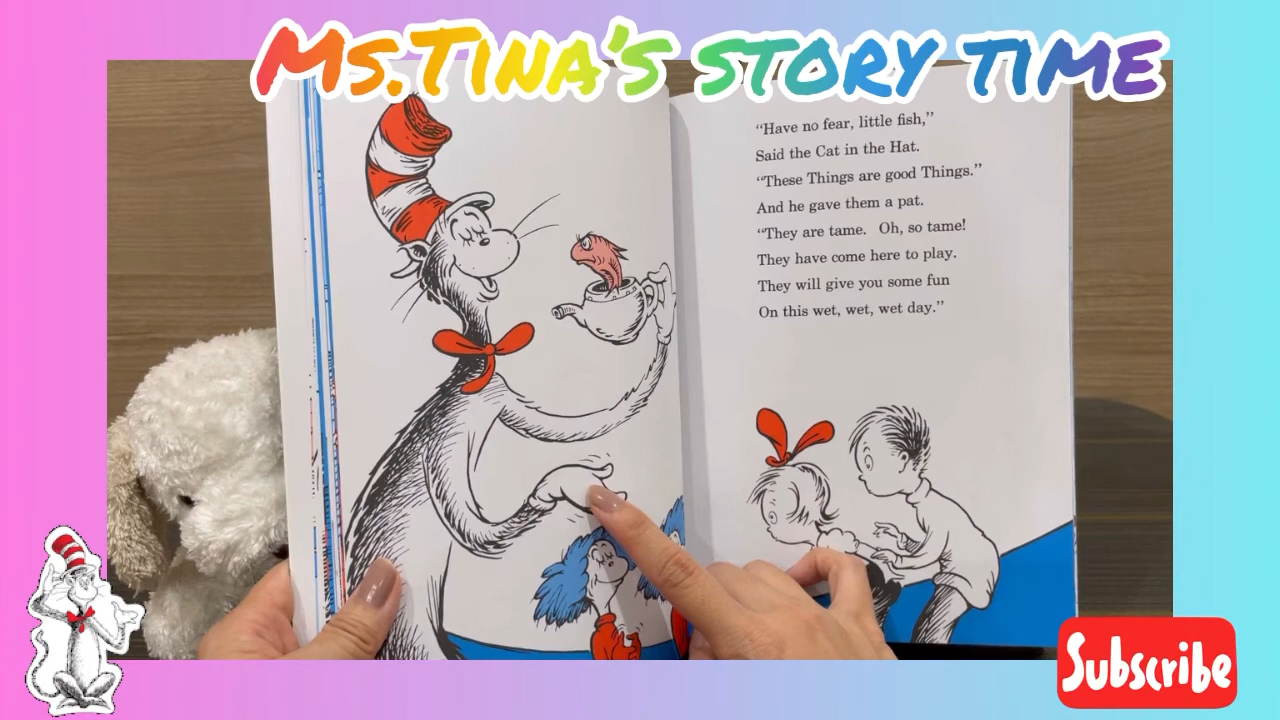 Ms.Tina's story time
"Have no fear, little fish,"
Said the Cat in the Hat.
"These Things are good Things."
And he gave them a pat.
"They are tame.  Oh, so tame!
They have come here to play.
They will give you some fun
On this wet, wet, wet day."
Subscribe